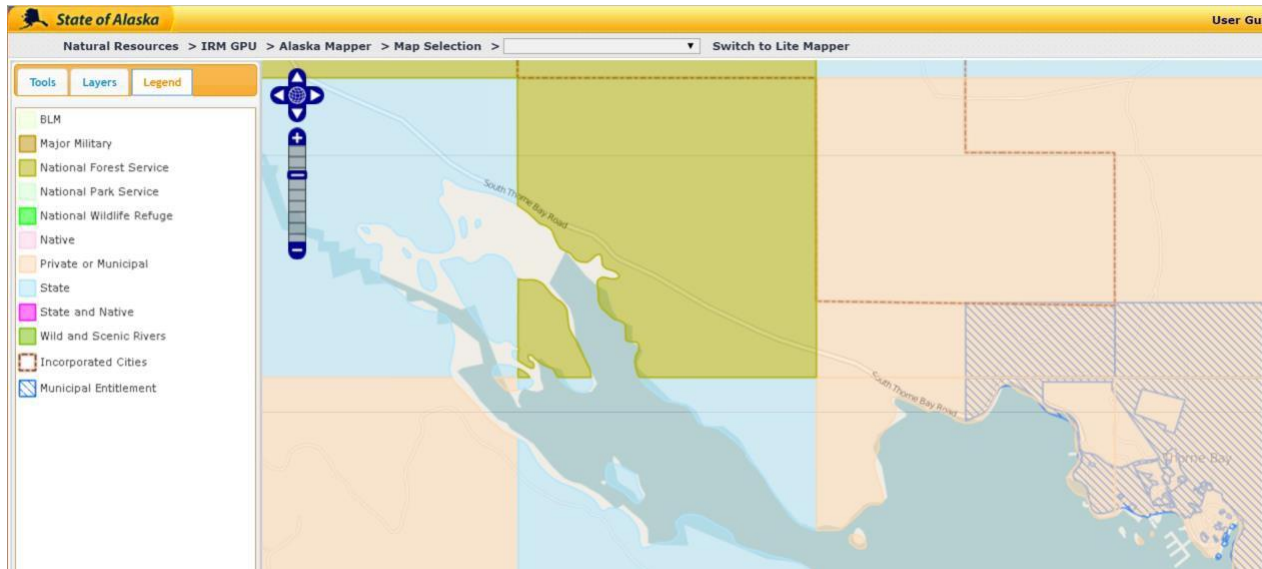 State of Alaska
User Gu
Natural Resources > IRM GPU > Alaska Mapper > Map Selection >
Switch to Lite Mapper
Tools
Layers
Legend
BLM
Major Military
National Forest Service
National Park Service
National Wildlife Refuge
Native
Private or Municipal
State
State and Native
Wild and Scenic Rivers
Incorporated Cities
Municipal Entitlement
South Thorne Bay Road
South Thorne Bay Road
Thorne Bay